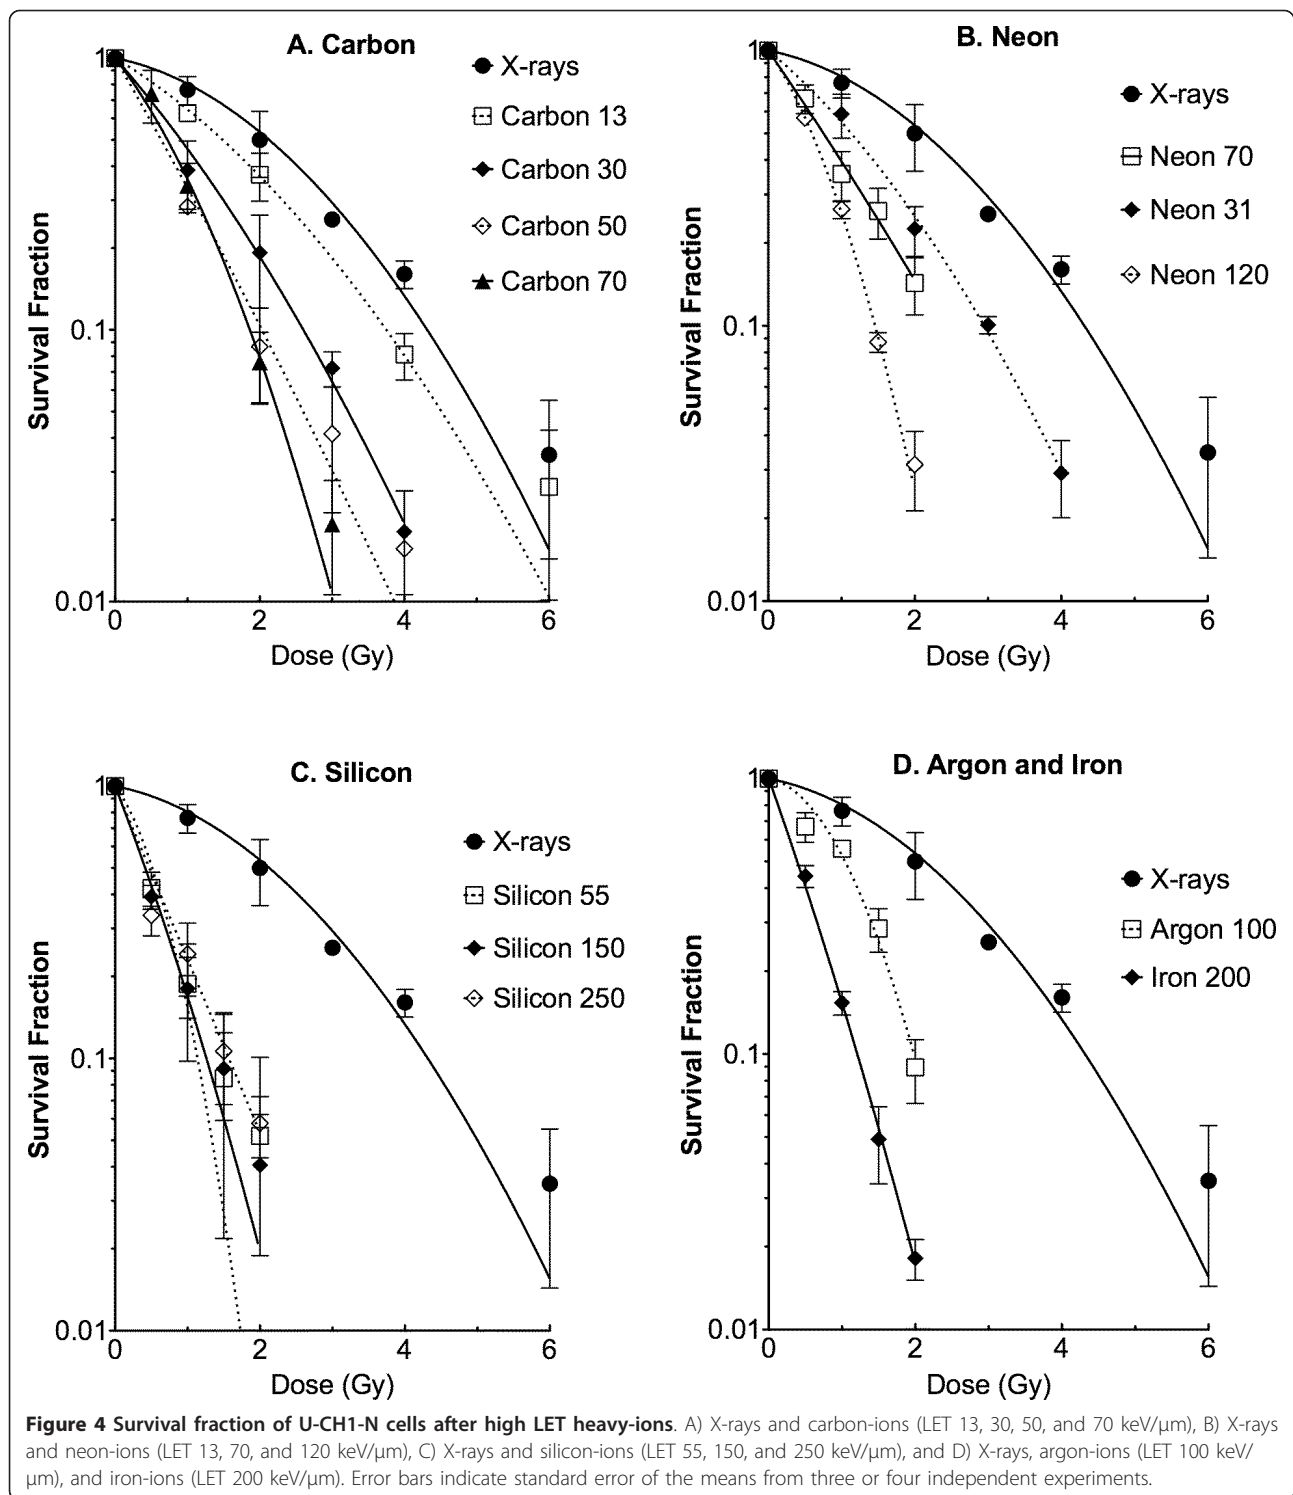 A. Carbon
X-rays
Carbon 13
Carbon 30
Carbon 50
Carbon 70
Survival Fraction
1
0.1
0.01
0 2 4 6
Dose (Gy)
B. Neon
X-rays
Neon 70
Neon 31
Neon 120
Survival Fraction
1
0.1
0.01
0 2 4 6
Dose (Gy)
C. Silicon
X-rays
Silicon 55
Silicon 150
Silicon 250
Survival Fraction
1
0.1
0.01
0 2 4 6
Dose (Gy)
D. Argon and Iron
X-rays
Argon 100
Iron 200
Survival Fraction
1
0.1
0.01
0 2 4 6
Dose (Gy)
Figure 4 Survival fraction of U-CH1-N cells after high LET heavy-ions. A) X-rays and carbon-ions (LET 13, 30, 50, and 70 keV/μm), B) X-rays
and neon-ions (LET 13, 70, and 120 keV/μm), C) X-rays and silicon-ions (LET 55, 150, and 250 keV/μm), and D) X-rays, argon-ions (LET 100 keV/
μm), and iron-ions (LET 200 keV/μm). Error bars indicate standard error of the means from three or four independent experiments.